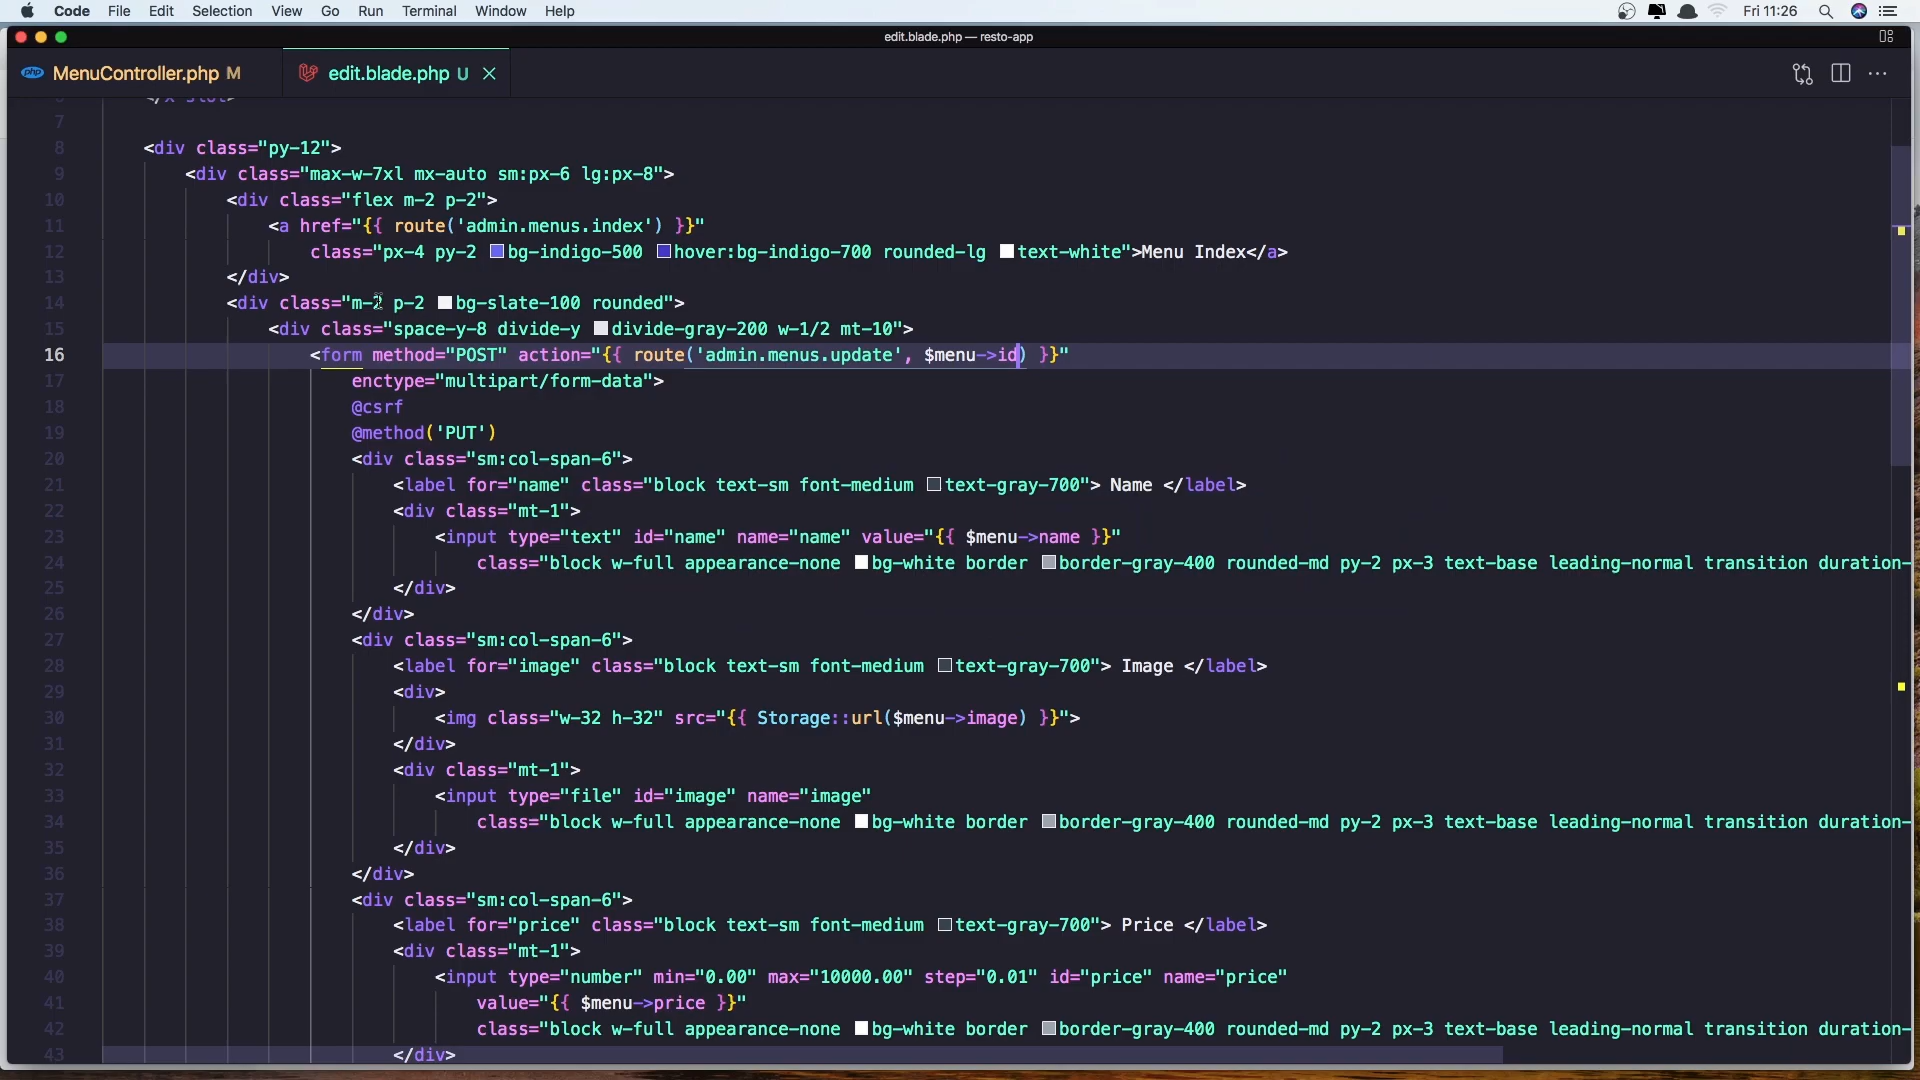 Code File Edit Selection View Go Run Terminal Window Help Fri 11:26
edit.blade.php — resto-app
php MenuController.php M edit.blade.php U
7
8 <div class="py-12">
9 <div class="max-w-7xl mx-auto sm:px-6 lg:px-8">
10 <div class="flex m-2 p-2">
11 <a href="{{ route('admin.menus.index') }}"
12 class="px-4 py-2 bg-indigo-500 hover:bg-indigo-700 rounded-lg text-white">Menu Index</a>
13 </div>
14 <div class="m-2 p-2 bg-slate-100 rounded">
15 <div class="space-y-8 divide-y divide-gray-200 w-1/2 mt-10">
16 <form method="POST" action="{{ route('admin.menus.update', $menu->id) }}"
17 enctype="multipart/form-data">
18 @csrf
19 @method('PUT')
20 <div class="sm:col-span-6">
21 <label for="name" class="block text-sm font-medium text-gray-700"> Name </label>
22 <div class="mt-1">
23 <input type="text" id="name" name="name" value="{{ $menu->name }}"
24 class="block w-full appearance-none bg-white border border-gray-400 rounded-md py-2 px-3 text-base leading-normal transition duration-
25 </div>
26 </div>
27 <div class="sm:col-span-6">
28 <label for="image" class="block text-sm font-medium text-gray-700"> Image </label>
29 <div>
30 <img class="w-32 h-32" src="{{ Storage::url($menu->image) }}">
31 </div>
32 <div class="mt-1">
33 <input type="file" id="image" name="image"
34 class="block w-full appearance-none bg-white border border-gray-400 rounded-md py-2 px-3 text-base leading-normal transition duration-
35 </div>
36 </div>
37 <div class="sm:col-span-6">
38 <label for="price" class="block text-sm font-medium text-gray-700"> Price </label>
39 <div class="mt-1">
40 <input type="number" min="0.00" max="10000.00" step="0.01" id="price" name="price"
41 value="{{ $menu->price }}"
42 class="block w-full appearance-none bg-white border border-gray-400 rounded-md py-2 px-3 text-base leading-normal transition duration-
43 </div>